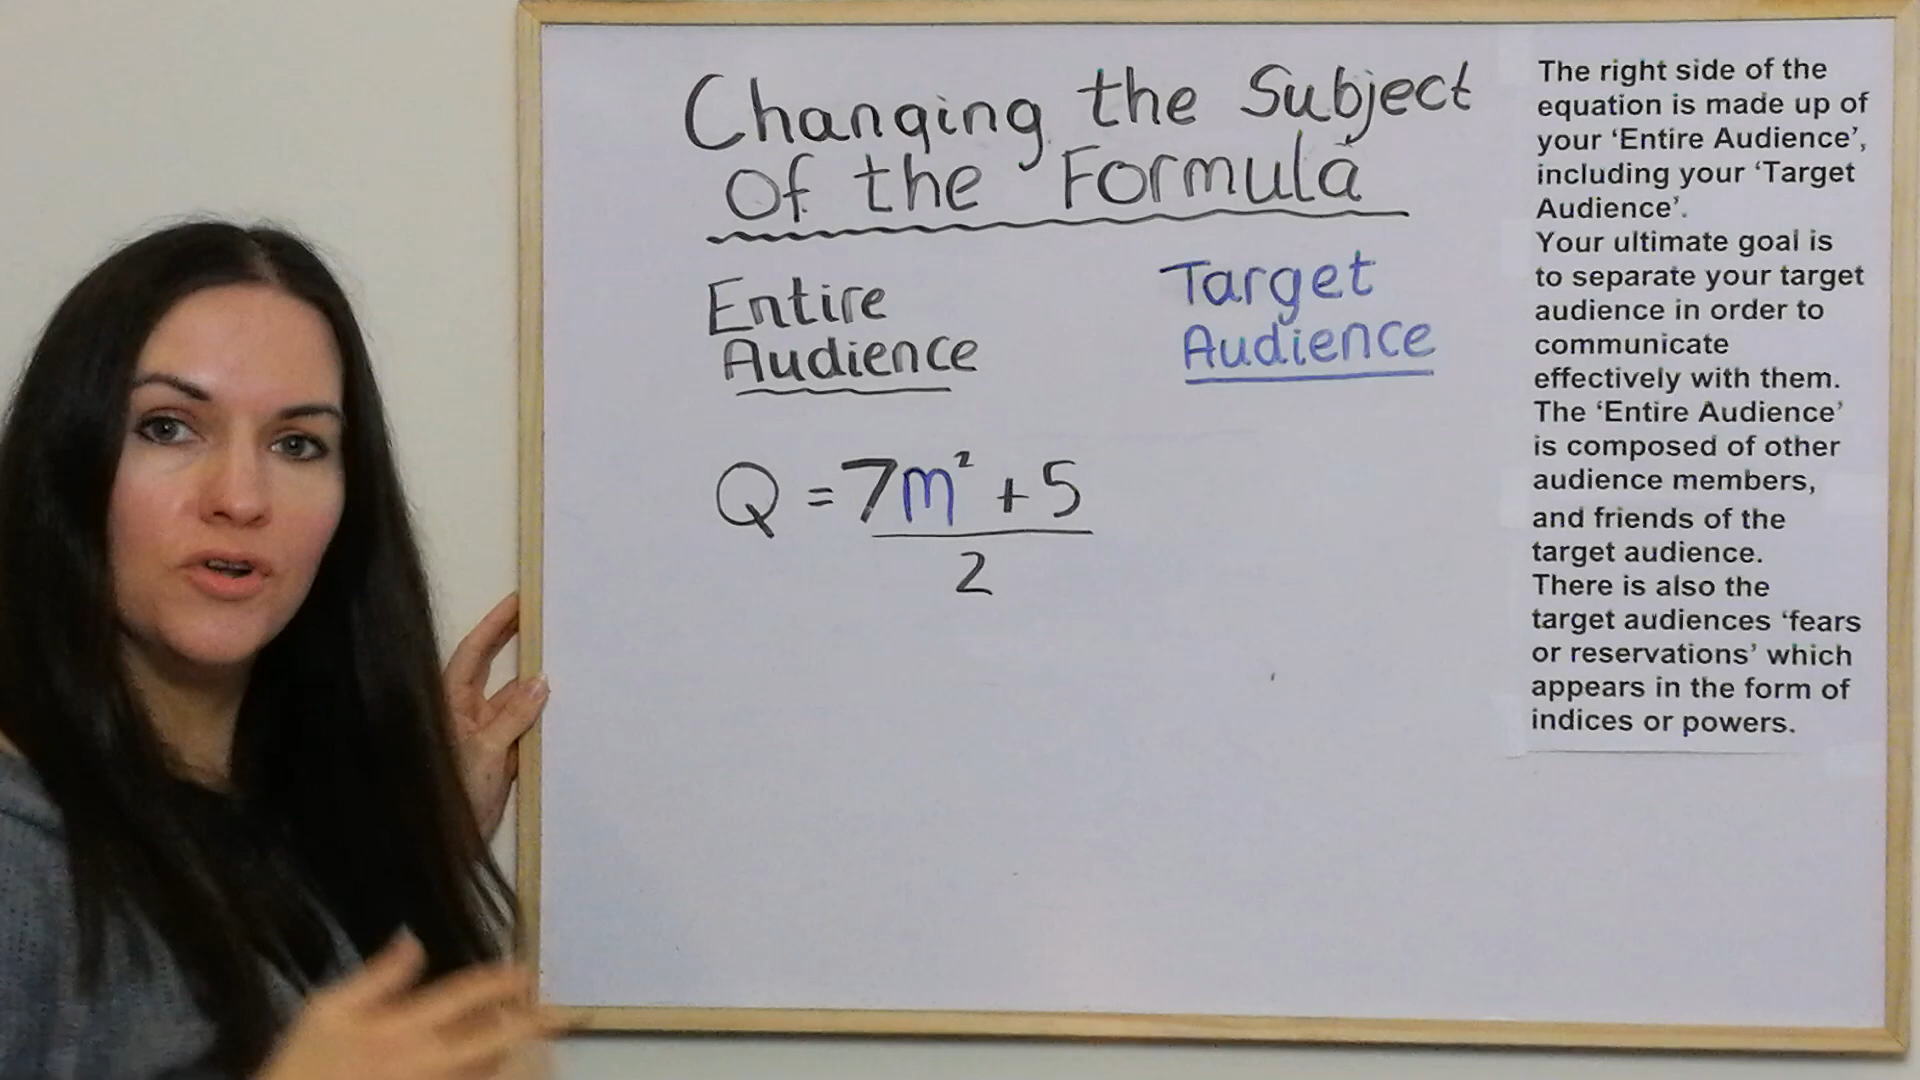 Changing the Subject
Of the Formula
Entire
Audience
Target
Audience
Q = 7m² + 5
2
The right side of the
equation is made up of
your ‘Entire Audience’,
including your ‘Target
Audience’.
Your ultimate goal is
to separate your target
audience in order to
communicate
effectively with them.
The ‘Entire Audience’
is composed of other
audience members,
and friends of the
target audience.
There is also the
target audiences ‘fears
or reservations’ which
appears in the form of
indices or powers.